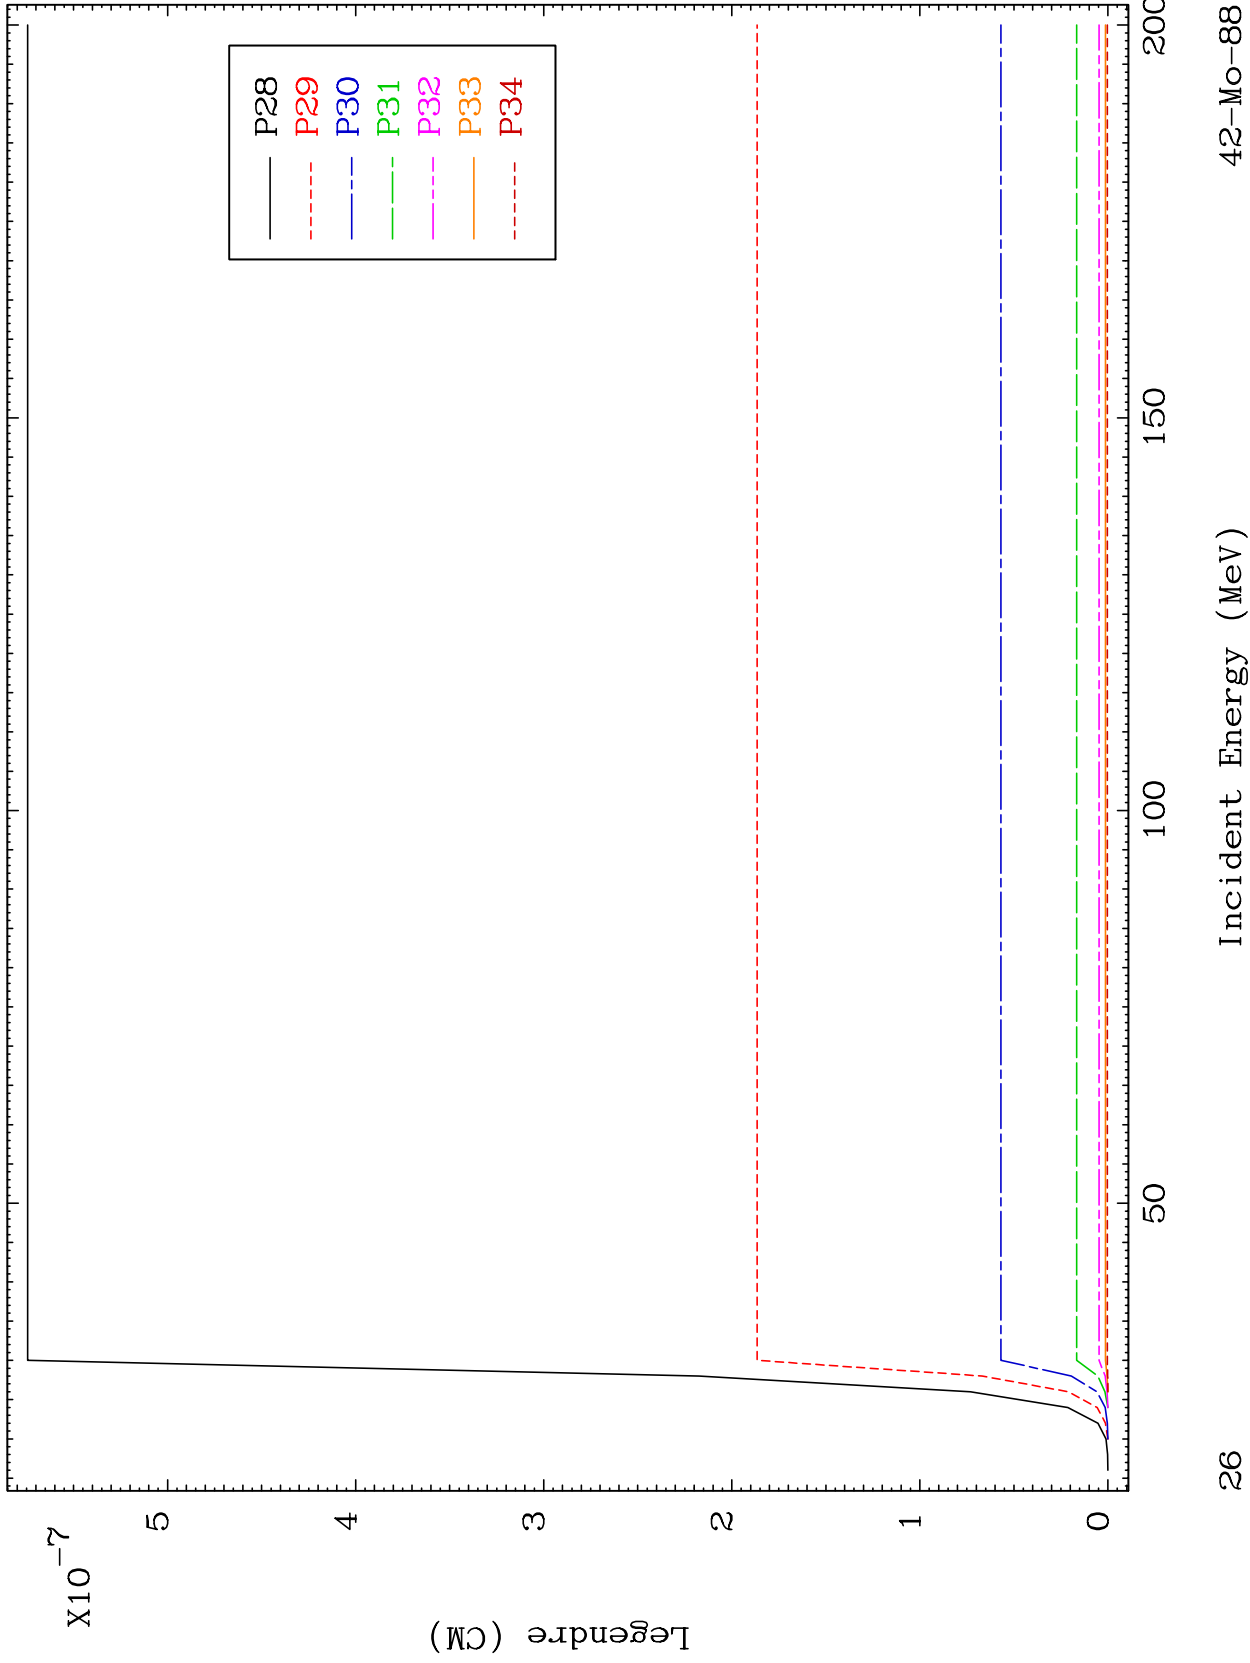 X10-7
5
4
3
2
1
0
Legendre (CM)
P28
P29
P30
P31
P32
P33
P34
50
100
150
200
Incident Energy (MeV)
26
42-Mo-88